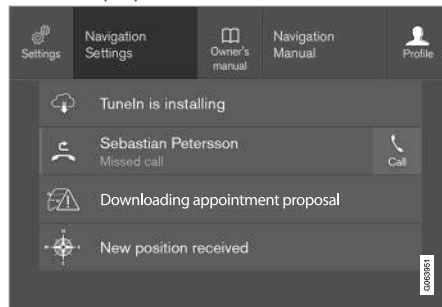 Settings
Navigation
Settings
Owner's
manual
Navigation
Manual
Profile
TuneIn is installing
Sebastian Petersson
Missed call
Call
Downloading appointment proposal
New position received
G063951